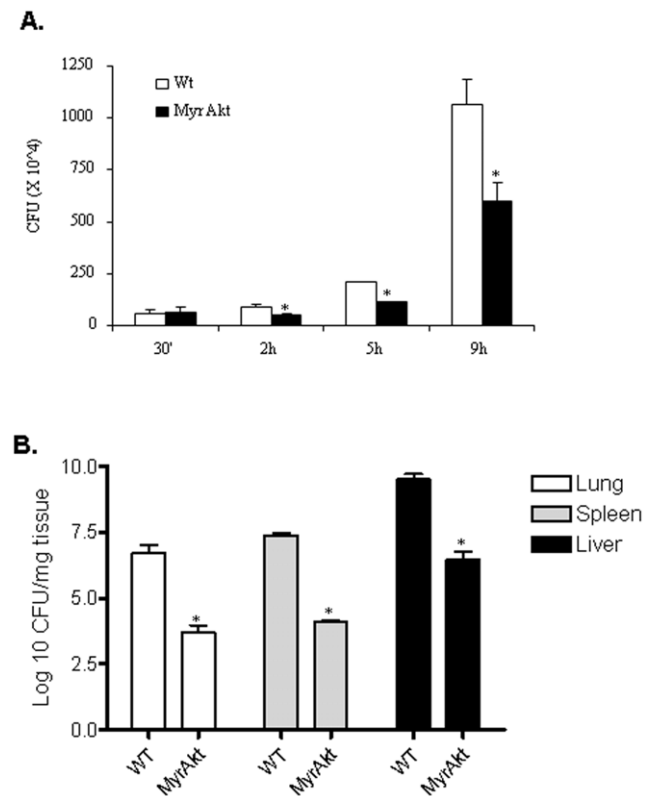 A.
1250
1000
750
500
250
0
CFU (X 10^4)
Wt
MyrAkt
*
*
*
30'
2h
5h
9h
B.
10.0
7.5
5.0
2.5
0.0
Log 10 CFU/mg tissue
Lung
Spleen
Liver
*
*
*
WT
MyrAkt
WT
MyrAkt
WT
MyrAkt